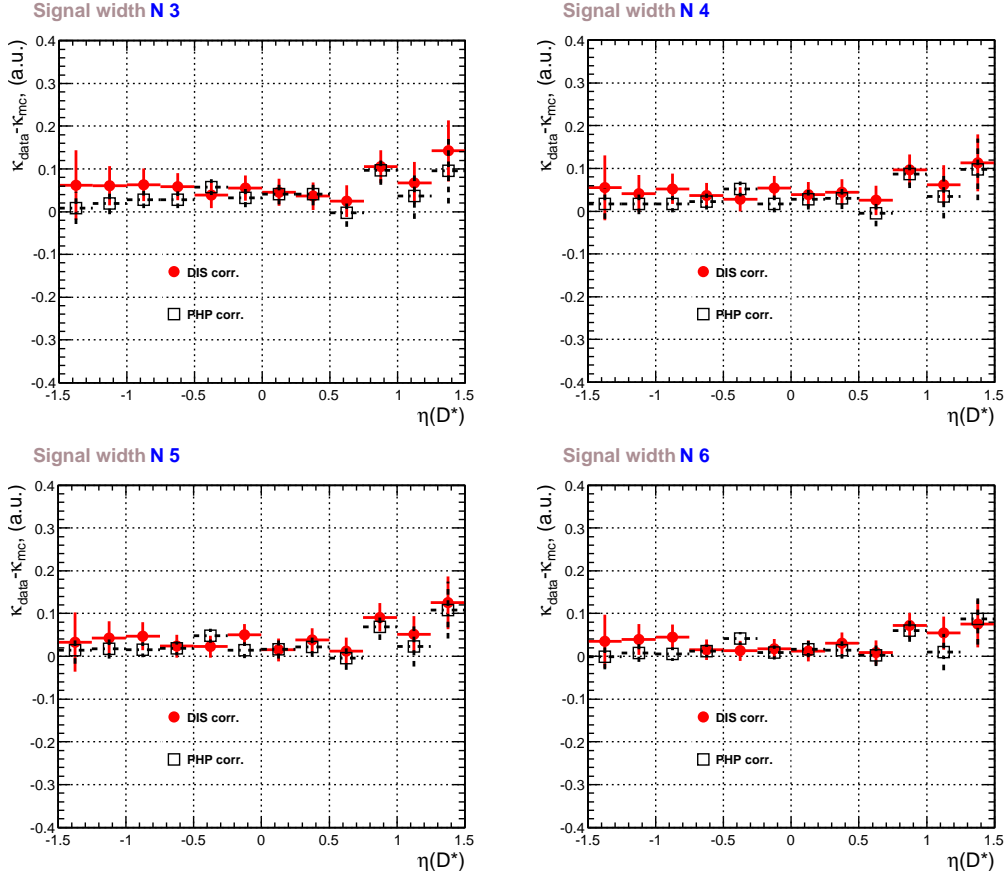 Signal width N 3
κdata-κmc, (a.u.)
0.4
0.3
0.2
0.1
0
-0.1
-0.2
-0.3
-0.4
DIS corr.
PHP corr.
-1.5 -1 -0.5 0 0.5 1 1.5
η(D*)
Signal width N 4
κdata-κmc, (a.u.)
0.4
0.3
0.2
0.1
0
-0.1
-0.2
-0.3
-0.4
DIS corr.
PHP corr.
-1.5 -1 -0.5 0 0.5 1 1.5
η(D*)
Signal width N 5
κdata-κmc, (a.u.)
0.4
0.3
0.2
0.1
0
-0.1
-0.2
-0.3
-0.4
DIS corr.
PHP corr.
-1.5 -1 -0.5 0 0.5 1 1.5
η(D*)
Signal width N 6
κdata-κmc, (a.u.)
0.4
0.3
0.2
0.1
0
-0.1
-0.2
-0.3
-0.4
DIS corr.
PHP corr.
-1.5 -1 -0.5 0 0.5 1 1.5
η(D*)